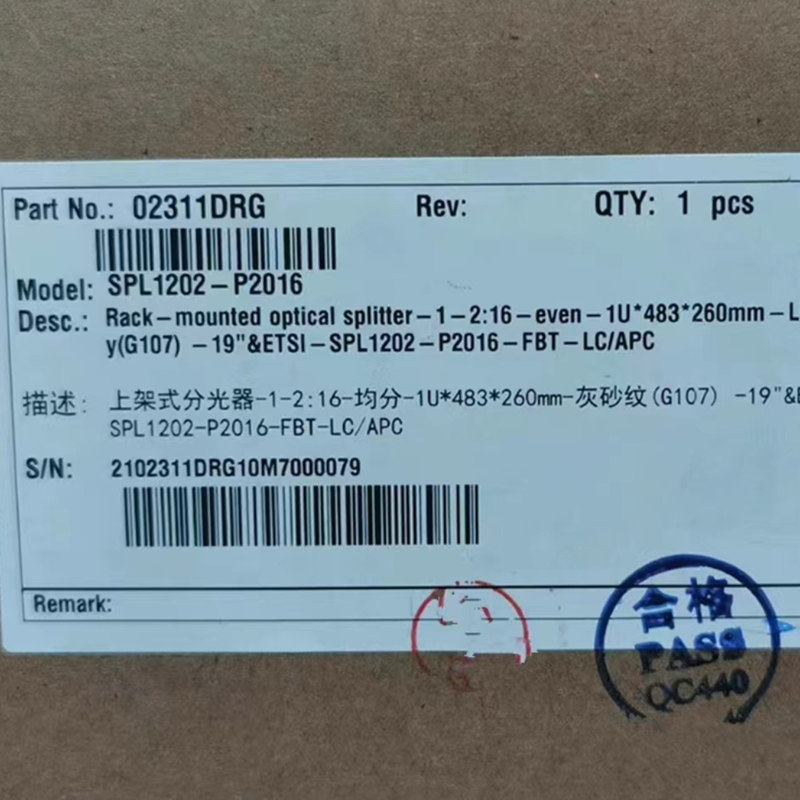 Part No.: 02311DRG Rev: QTY: 1 pcs
Model: SPL1202-P2016
Desc.: Rack-mounted optical splitter-1-2:16-even-1U*483*260mm-L
y(G107) -19"&ETSI-SPL1202-P2016-FBT-LC/APC
描述: 上架式分光器-1-2:16-均分-1U*483*260mm-灰砂纹(G107) -19"&E
SPL1202-P2016-FBT-LC/APC
S/N: 2102311DRG10M7000079
Remark:
合格
PASS
QC440